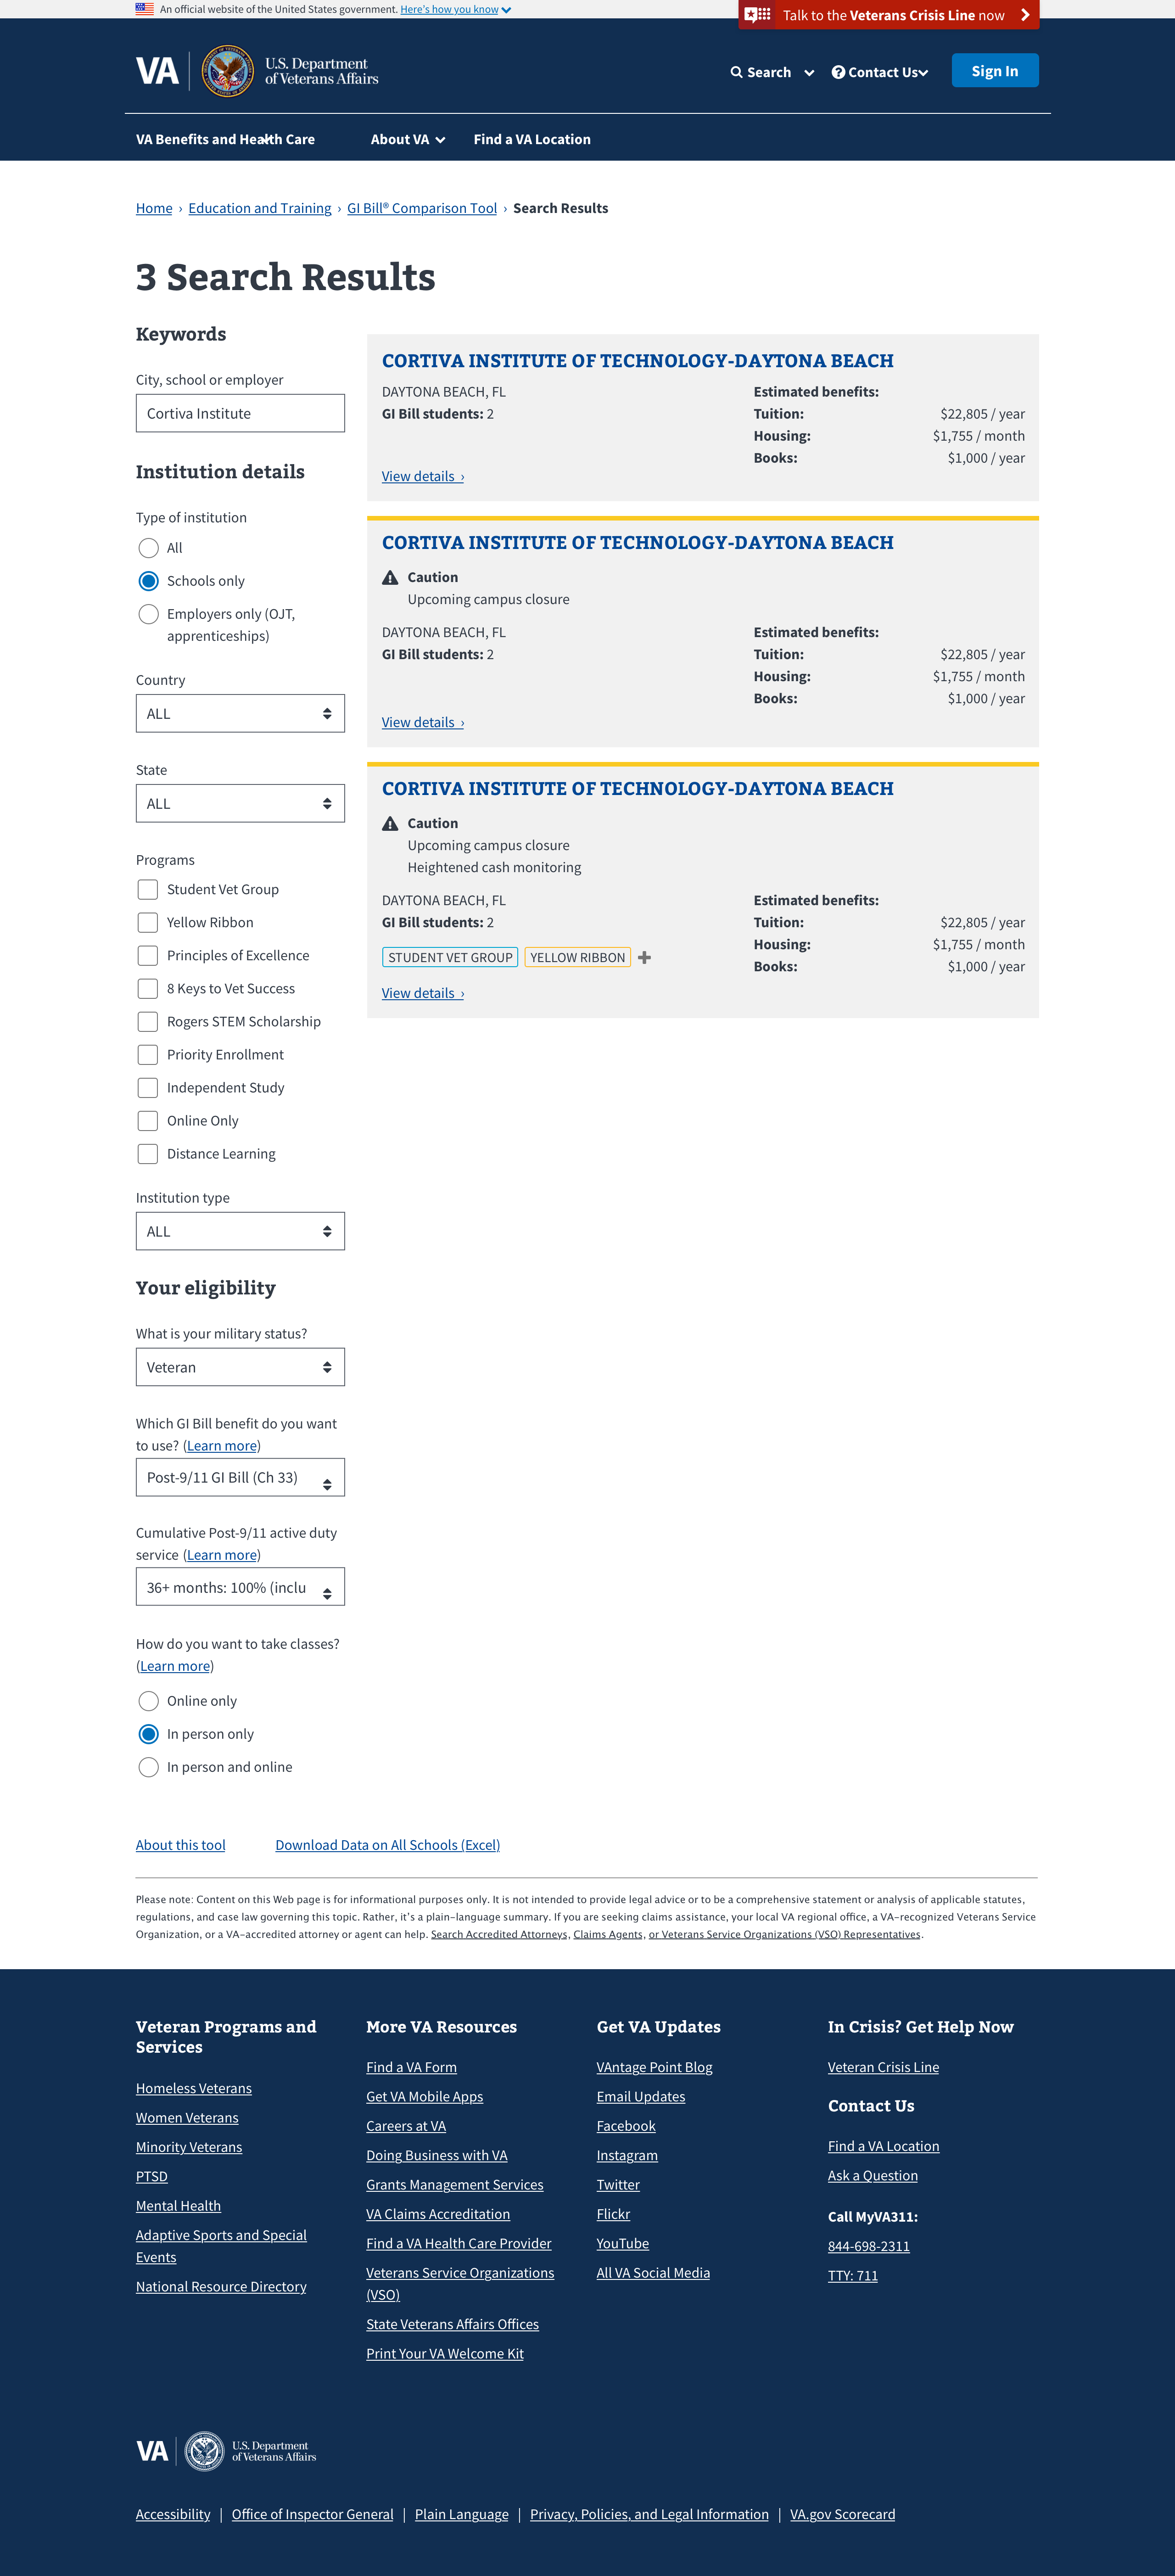 An official website of the United States government. Here's how you know
Talk to the Veterans Crisis Line now
VA
U.S. Department
of Veterans Affairs
Search
Contact Us
Sign In
VA Benefits and Health Care
About VA
Find a VA Location
Home › Education and Training › GI Bill® Comparison Tool › Search Results
3 Search Results
Keywords
City, school or employer
Cortiva Institute
Institution details
Type of institution
All
Schools only
Employers only (OJT,
apprenticeships)
Country
ALL
State
ALL
Programs
Student Vet Group
Yellow Ribbon
Principles of Excellence
8 Keys to Vet Success
Rogers STEM Scholarship
Priority Enrollment
Independent Study
Online Only
Distance Learning
Institution type
ALL
Your eligibility
What is your military status?
Veteran
Which GI Bill benefit do you want
to use? (Learn more)
Post-9/11 GI Bill (Ch 33)
Cumulative Post-9/11 active duty
service (Learn more)
36+ months: 100% (inclu
How do you want to take classes?
(Learn more)
Online only
In person only
In person and online
CORTIVA INSTITUTE OF TECHNOLOGY-DAYTONA BEACH
DAYTONA BEACH, FL
GI Bill students: 2
Estimated benefits:
Tuition: $22,805 / year
Housing: $1,755 / month
Books: $1,000 / year
View details ›
CORTIVA INSTITUTE OF TECHNOLOGY-DAYTONA BEACH
Caution
Upcoming campus closure
DAYTONA BEACH, FL
GI Bill students: 2
Estimated benefits:
Tuition: $22,805 / year
Housing: $1,755 / month
Books: $1,000 / year
View details ›
CORTIVA INSTITUTE OF TECHNOLOGY-DAYTONA BEACH
Caution
Upcoming campus closure
Heightened cash monitoring
DAYTONA BEACH, FL
GI Bill students: 2
STUDENT VET GROUP YELLOW RIBBON
Estimated benefits:
Tuition: $22,805 / year
Housing: $1,755 / month
Books: $1,000 / year
View details ›
About this tool
Download Data on All Schools (Excel)
Please note: Content on this Web page is for informational purposes only. It is not intended to provide legal advice or to be a comprehensive statement or analysis of applicable statutes,
regulations, and case law governing this topic. Rather, it's a plain-language summary. If you are seeking claims assistance, your local VA regional office, a VA-recognized Veterans Service
Organization, or a VA-accredited attorney or agent can help. Search Accredited Attorneys, Claims Agents, or Veterans Service Organizations (VSO) Representatives.
Veteran Programs and
Services
Homeless Veterans
Women Veterans
Minority Veterans
PTSD
Mental Health
Adaptive Sports and Special
Events
National Resource Directory
More VA Resources
Find a VA Form
Get VA Mobile Apps
Careers at VA
Doing Business with VA
Grants Management Services
VA Claims Accreditation
Find a VA Health Care Provider
Veterans Service Organizations
(VSO)
State Veterans Affairs Offices
Print Your VA Welcome Kit
Get VA Updates
VAntage Point Blog
Email Updates
Facebook
Instagram
Twitter
Flickr
YouTube
All VA Social Media
In Crisis? Get Help Now
Veteran Crisis Line
Contact Us
Find a VA Location
Ask a Question
Call MyVA311:
844-698-2311
TTY: 711
VA
U.S. Department
of Veterans Affairs
Accessibility | Office of Inspector General | Plain Language | Privacy, Policies, and Legal Information | VA.gov Scorecard